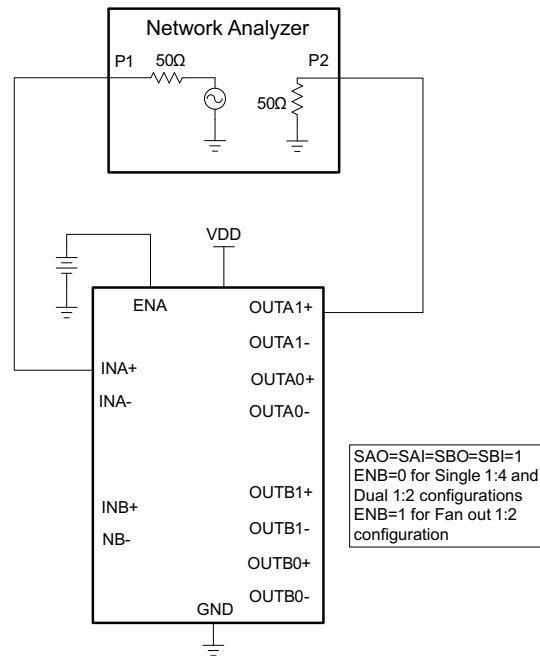 Network Analyzer
P1
50Ω
P2
50Ω
VDD
ENA
OUTA1+
OUTA1-
INA+
OUTA0+
INA-
OUTA0-
SAO=SAI=SBO=SBI=1
ENB=0 for Single 1:4 and
Dual 1:2 configurations
ENB=1 for Fan out 1:2
configuration
INB+
OUTB1+
NB-
OUTB1-
OUTB0+
OUTB0-
GND